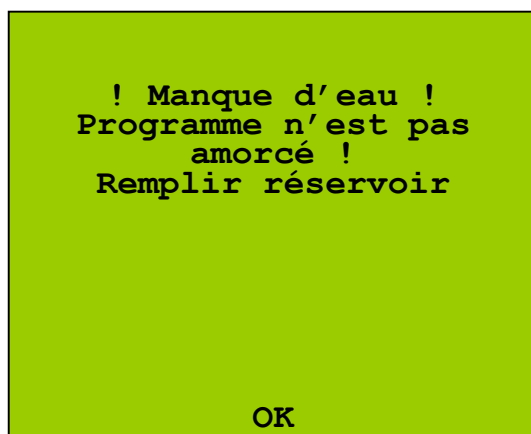 ! Manque d’eau !
Programme n’est pas
amorcé !
Remplir réservoir
OK